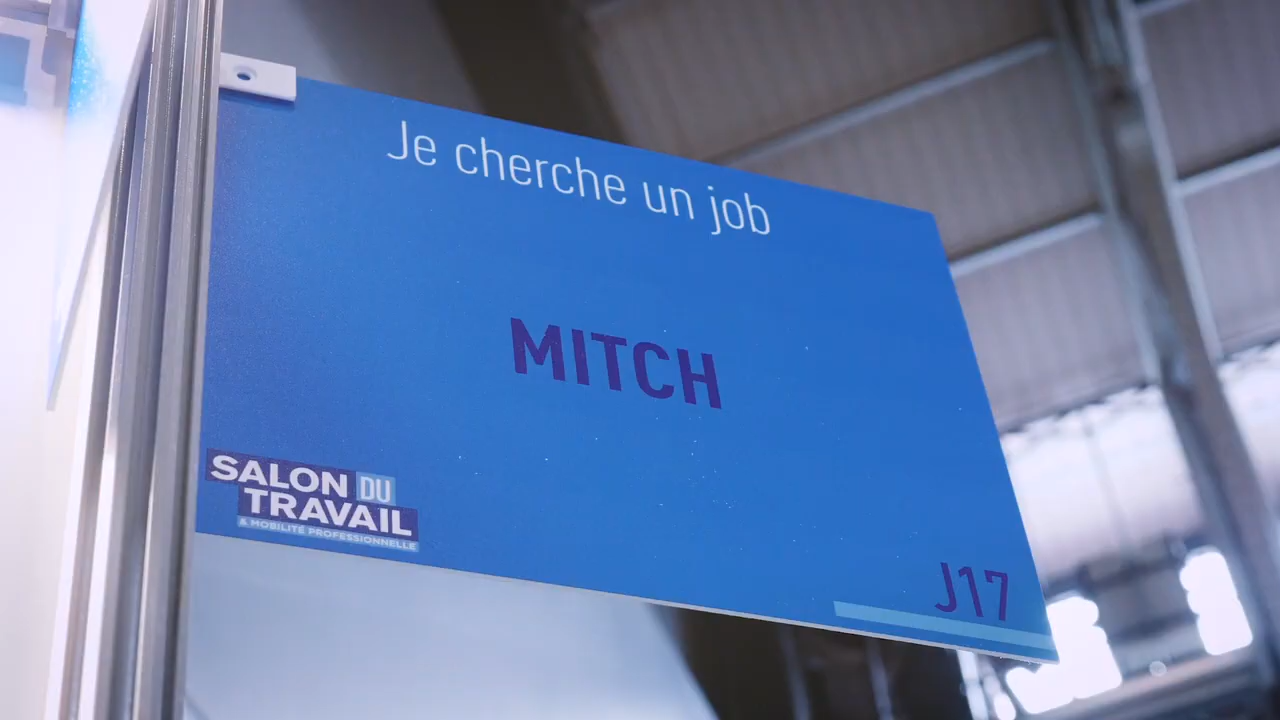 Je cherche un job
MITCH
SALON DU
TRAVAIL
& MOBILITÉ PROFESSIONNELLE
J17